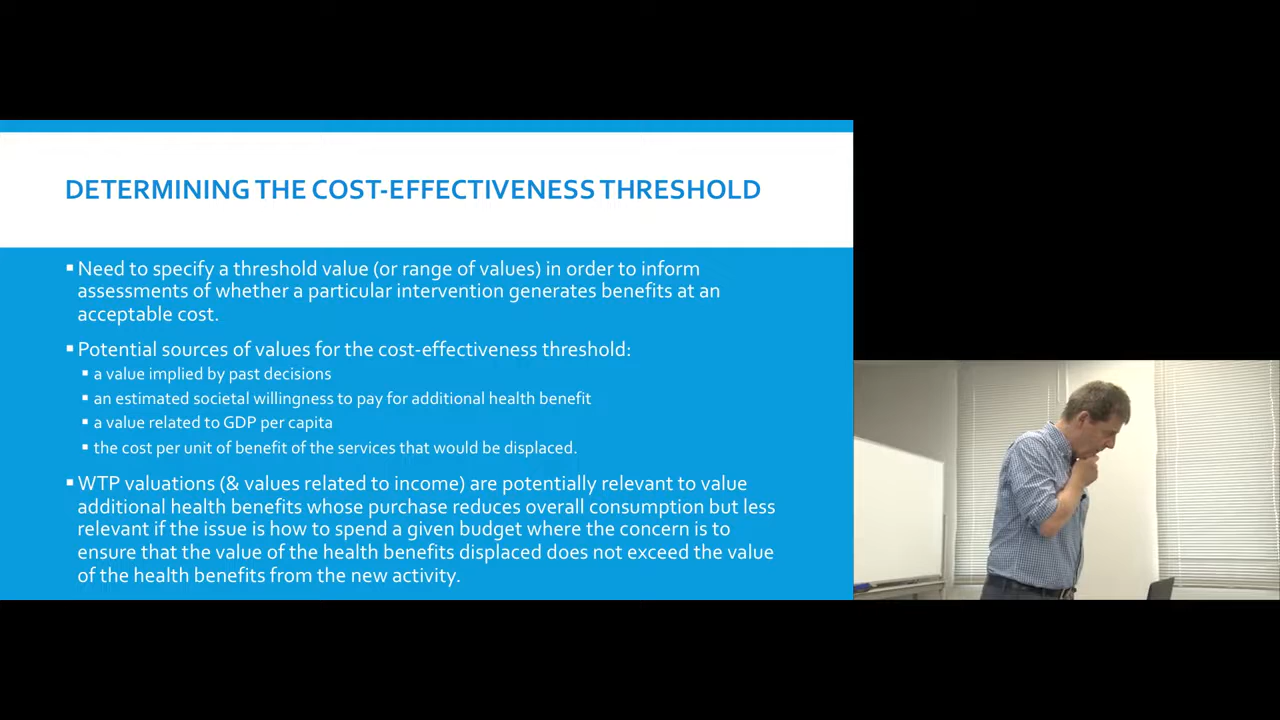 DETERMINING THE COST-EFFECTIVENESS THRESHOLD
▪ Need to specify a threshold value (or range of values) in order to inform
assessments of whether a particular intervention generates benefits at an
acceptable cost.
▪ Potential sources of values for the cost-effectiveness threshold:
▪ a value implied by past decisions
▪ an estimated societal willingness to pay for additional health benefit
▪ a value related to GDP per capita
▪ the cost per unit of benefit of the services that would be displaced.
▪ WTP valuations (& values related to income) are potentially relevant to value
additional health benefits whose purchase reduces overall consumption but less
relevant if the issue is how to spend a given budget where the concern is to
ensure that the value of the health benefits displaced does not exceed the value
of the health benefits from the new activity.